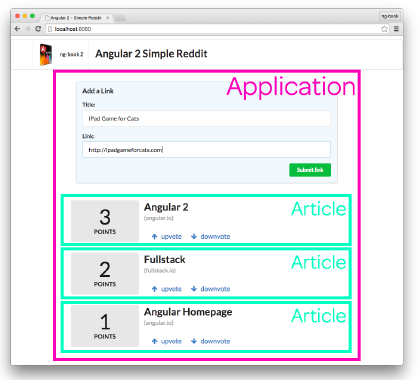 Angular 2 - Simple Reddit
ng-book
localhost:8080
ng-book 2
Angular 2 Simple Reddit
Application
Add a Link
Title:
iPad Game for Cats
Link:
http://ipadgameforcats.com
Submit link
3
POINTS
Angular 2
(angular.io)
upvote downvote
Article
2
POINTS
Fullstack
(fullstack.io)
upvote downvote
Article
1
POINTS
Angular Homepage
(angular.io)
upvote downvote
Article